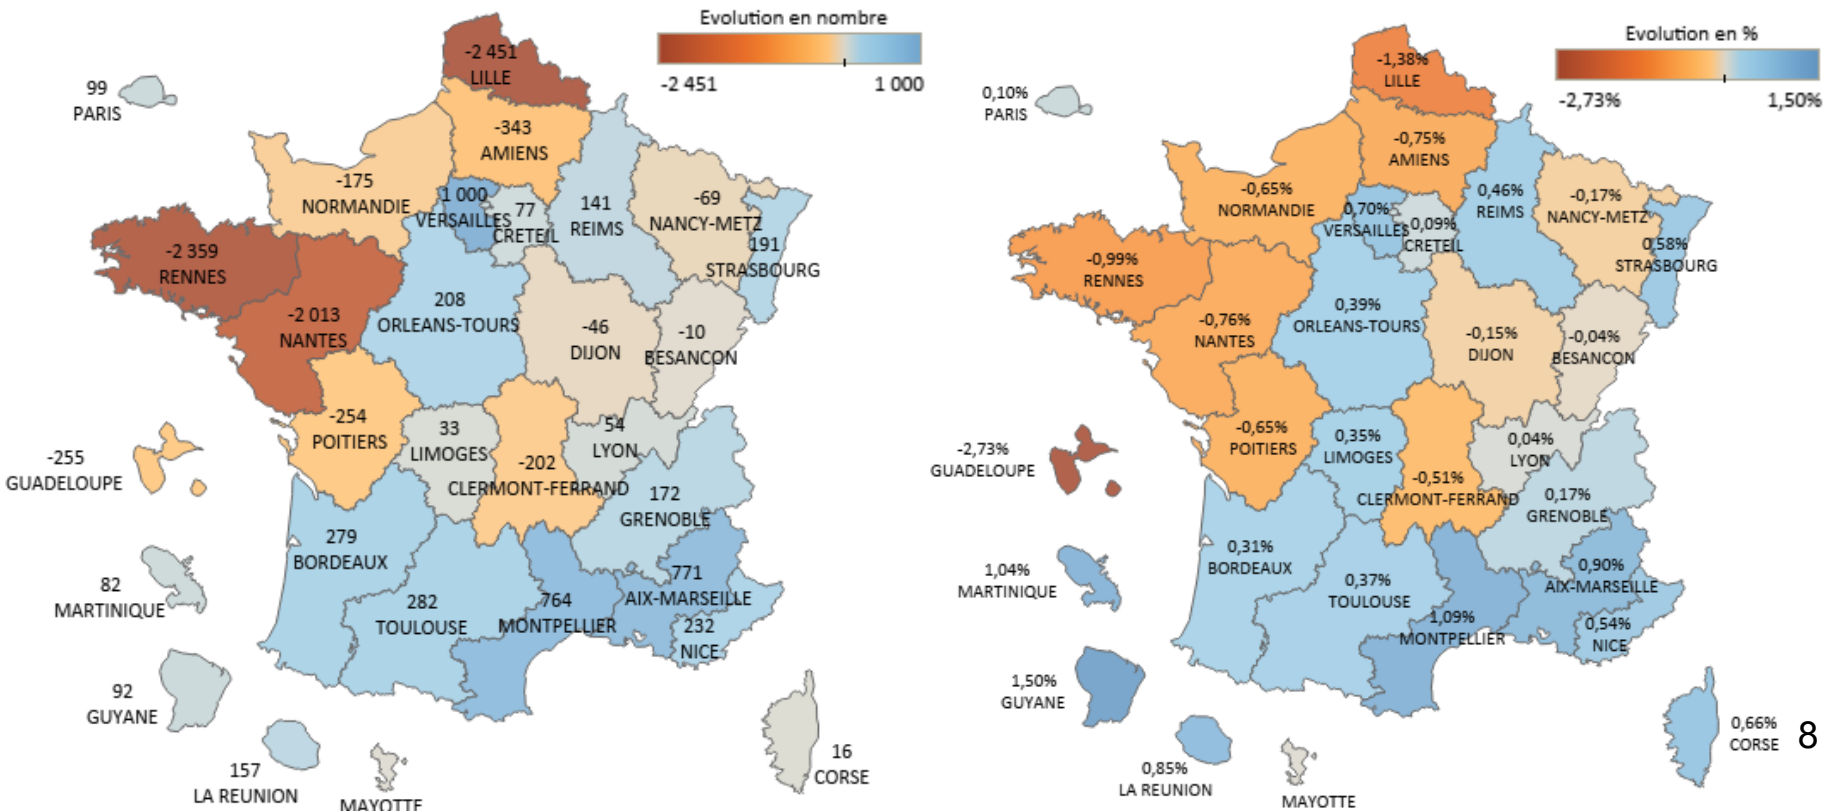 Evolution en nombre
-2 451
1 000
-2 451
LILLE
99
PARIS
-343
AMIENS
-175
NORMANDIE
1 000
VERSAILLES
77
CRETEIL
141
REIMS
-69
NANCY-METZ
191
STRASBOURG
-2 359
RENNES
-2 013
NANTES
208
ORLEANS-TOURS
-46
DIJON
-10
BESANCON
-254
POITIERS
33
LIMOGES
-202
CLERMONT-FERRAND
54
LYON
172
GRENOBLE
-255
GUADELOUPE
279
BORDEAUX
282
TOULOUSE
764
MONTPELLIER
771
AIX-MARSEILLE
232
NICE
82
MARTINIQUE
92
GUYANE
157
LA REUNION
MAYOTTE
16
CORSE
Evolution en %
-2,73%
1,50%
-1,38%
LILLE
0,10%
PARIS
-0,75%
AMIENS
-0,65%
NORMANDIE
0,70%
VERSAILLES
0,09%
CRETEIL
0,46%
REIMS
-0,17%
NANCY-METZ
0,58%
STRASBOURG
-0,99%
RENNES
-0,76%
NANTES
0,39%
ORLEANS-TOURS
-0,15%
DIJON
-0,04%
BESANCON
-0,65%
POITIERS
0,35%
LIMOGES
-0,51%
CLERMONT-FERRAND
0,04%
LYON
0,17%
GRENOBLE
-2,73%
GUADELOUPE
0,31%
BORDEAUX
0,37%
TOULOUSE
1,09%
MONTPELLIER
0,90%
AIX-MARSEILLE
0,54%
NICE
1,04%
MARTINIQUE
1,50%
GUYANE
0,85%
LA REUNION
MAYOTTE
0,66%
CORSE
8